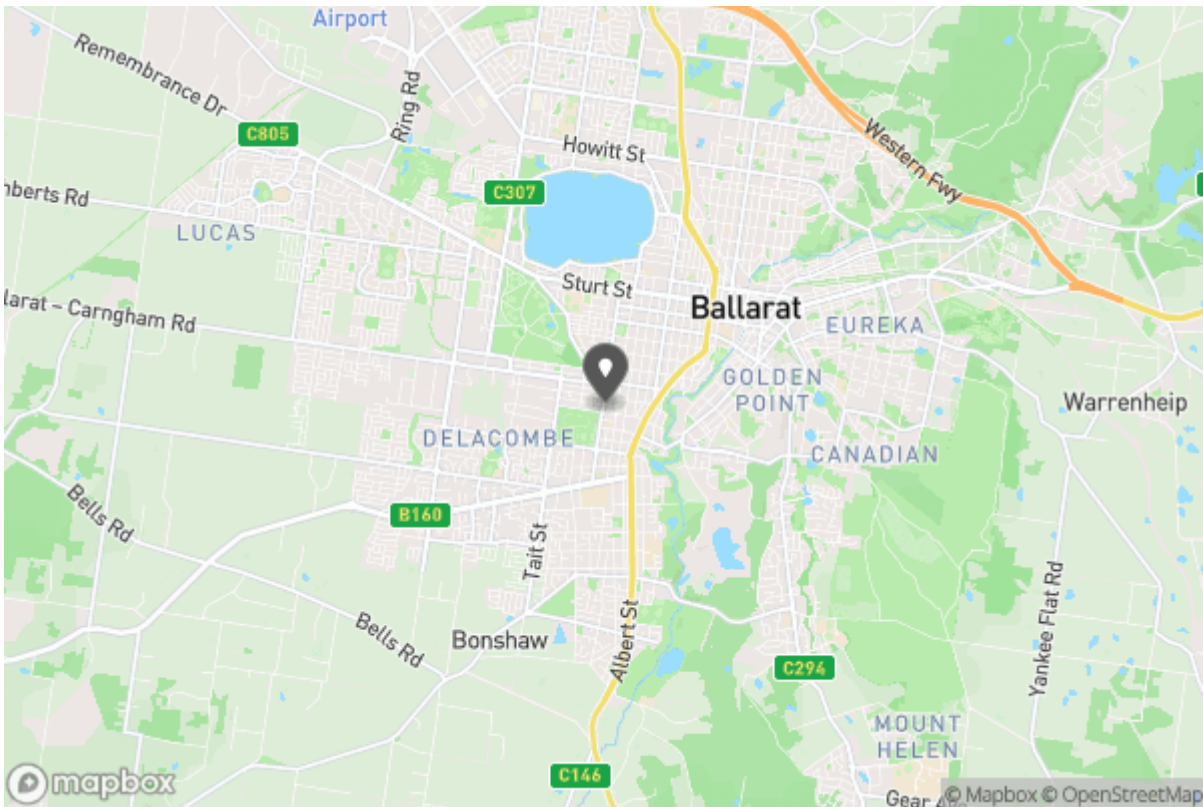 Airport
Remembrance Dr
Ring Rd
C805
Howitt St
Western Fwy
C307
mberts Rd
LUCAS
Sturt St
Ballarat
larat – Carngham Rd
EUREKA
GOLDEN
POINT
Warrenheip
DELACOMBE
CANADIAN
Bells Rd
B160
Tait St
Yankee Flat Rd
Bells Rd
Bonshaw
Albert St
C294
MOUNT
HELEN
mapbox
C146
Gear
© Mapbox © OpenStreetMap